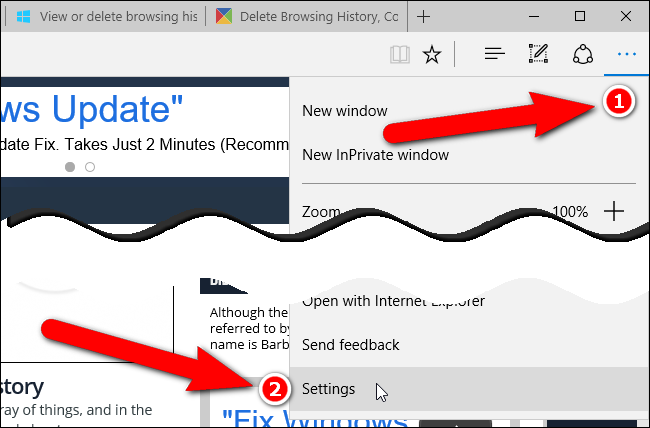 View or delete browsing his
Delete Browsing History, Co
ws Update"
date Fix. Takes Just 2 Minutes (Recomm
1
New window
New InPrivate window
Zoom
100%
Open with Internet Explorer
Although the
referred to by
name is Barb
Send feedback
2
Settings
story
ray of things, and in the
"Fix Windows